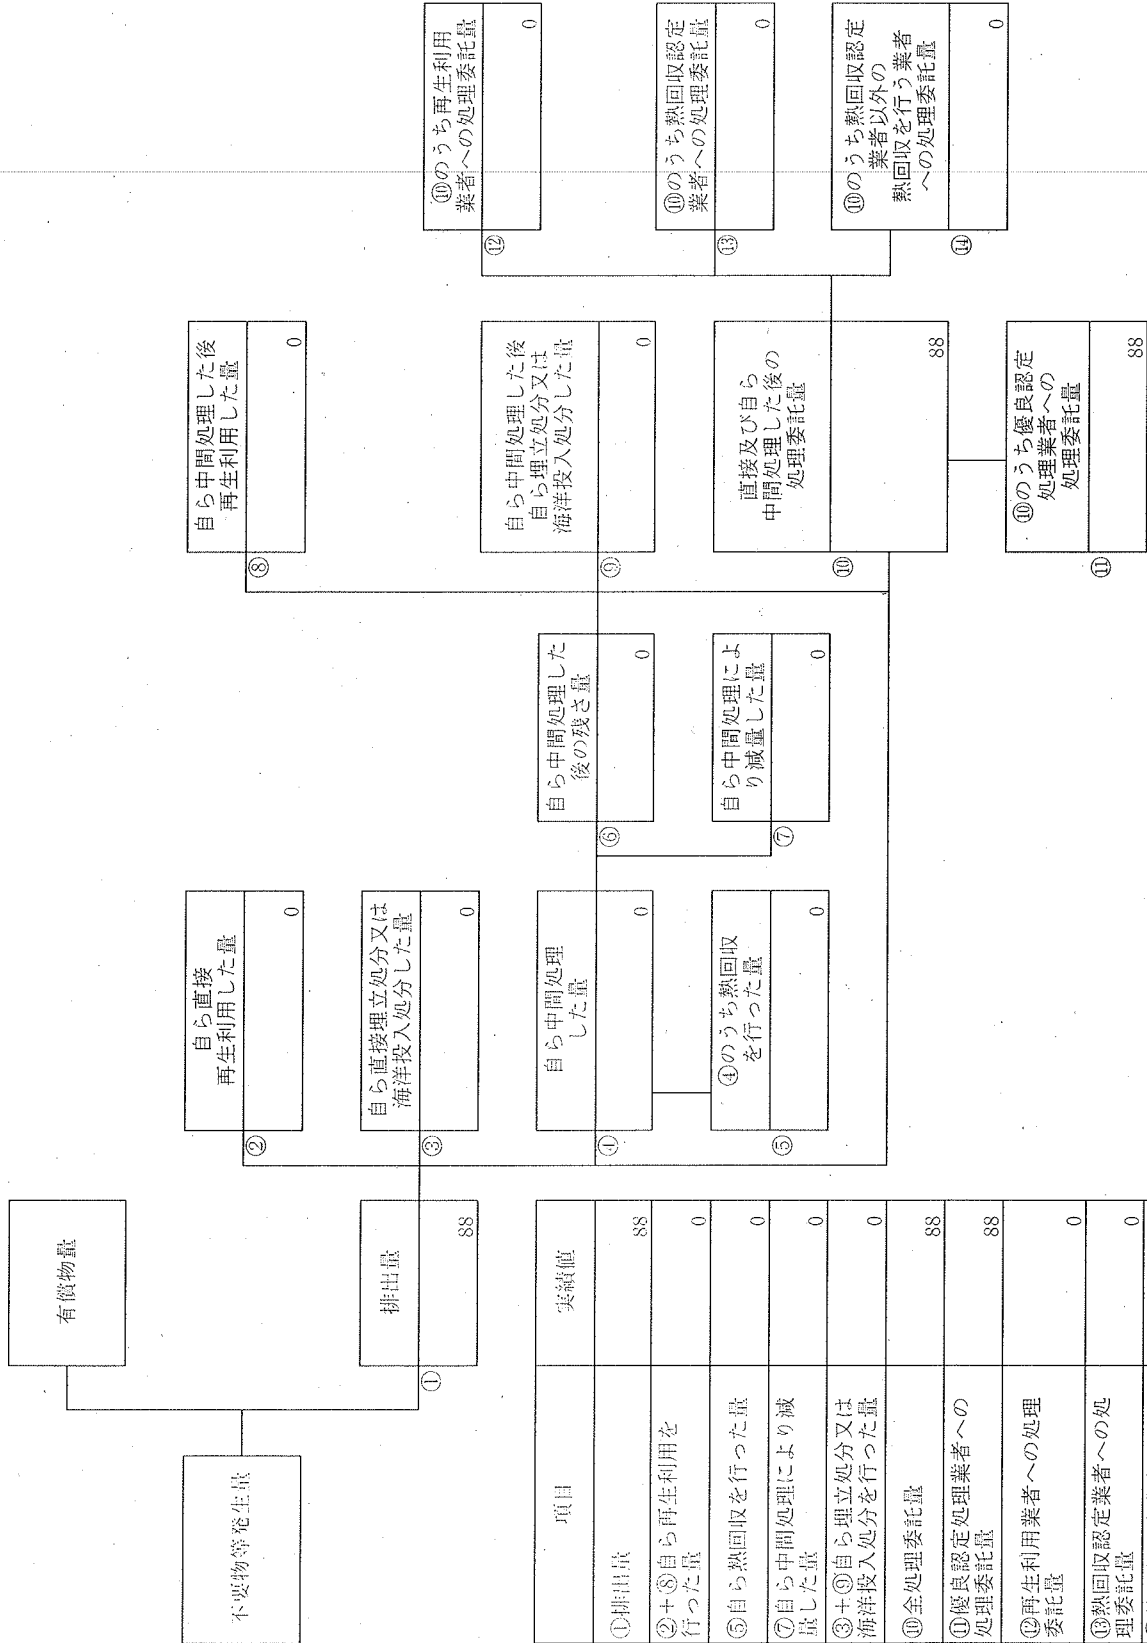 不要物等発生量
有償物量
排出量
①
88
自ら直接
再生利用した量
②
0
自ら直接埋立処分又は
海洋投入処分した量
③
0
自ら中間処理
した量
④
0
④のうち熱回収
を行った量
⑤
0
自ら中間処理した
後の残さ量
⑥
0
自ら中間処理によ
り減量した量
⑦
0
自ら中間処理した後
再生利用した量
⑧
0
自ら中間処理した後
自ら埋立処分又は
海洋投入処分した量
⑨
0
直接及び自ら
中間処理した後の
処理委託量
⑩
88
⑩のうち優良認定
処理業者への
処理委託量
⑪
88
⑩のうち再生利用
業者への処理委託量
⑫
0
⑩のうち熱回収認定
業者への処理委託量
⑬
0
⑩のうち熱回収認定
業者以外の
熱回収を行う業者
への処理委託量
⑭
0
項目 実績値
①排出量 88
②+⑧自ら再生利用を
行った量 0
⑤自ら熱回収を行った量 0
⑦自ら中間処理により減
量した量 0
③+⑨自ら埋立処分又は
海洋投入処分を行った量 0
⑩全処理委託量 88
⑪優良認定処理業者への
処理委託量 88
⑫再生利用業者への処理
委託量 0
⑬熱回収認定業者への処
理委託量 0